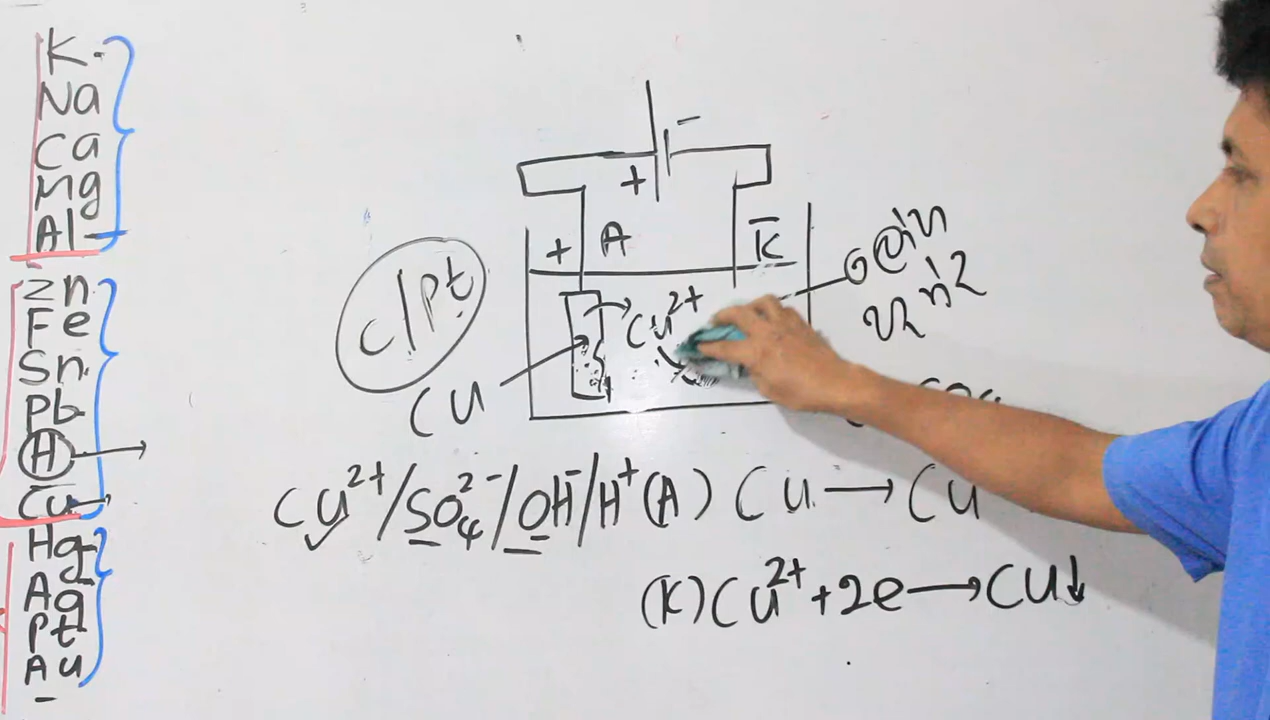 K
Na
Ca
Mg
Al
Zn
Fe
Sn
Pb
H
Cu
Hg
Ag
Pt
Au
-
+
+ A
K̅
C/Pt
Cu²⁺
Cu
Cu²⁺/SO₄²⁻/OH⁻/H⁺ (A) Cu → Cu
(K) Cu²⁺ + 2e → Cu↓